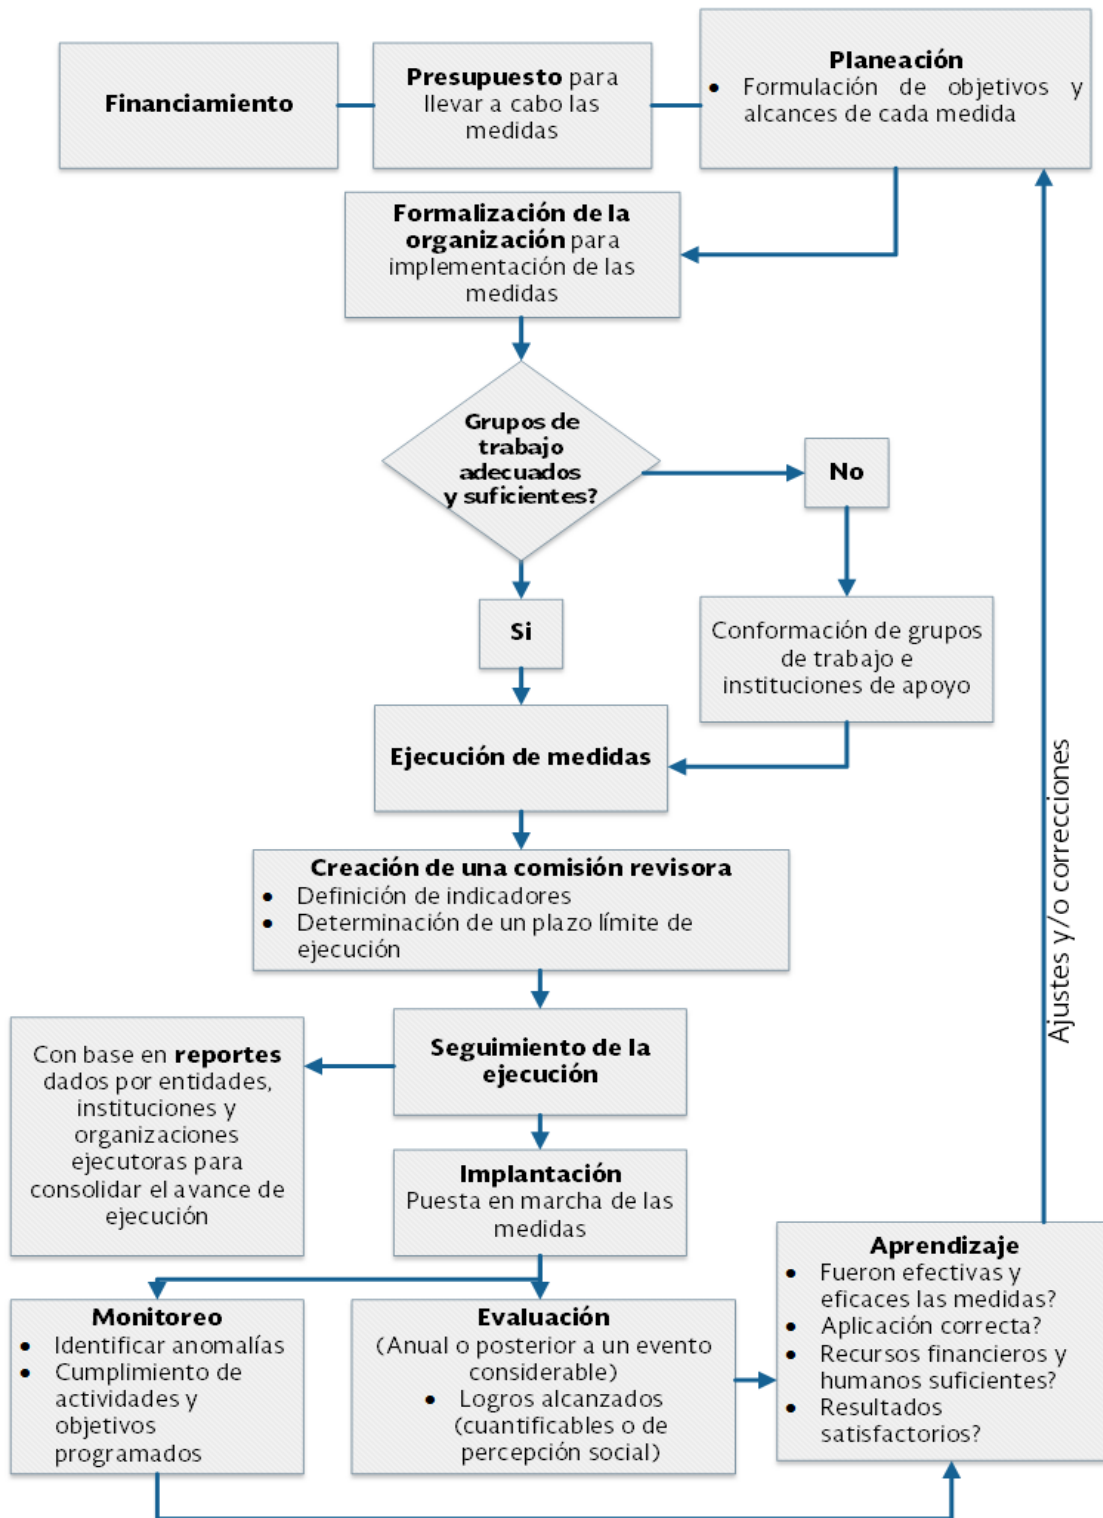 Financiamiento
Presupuesto para
llevar a cabo las
medidas
Planeación
• Formulación de objetivos y
alcances de cada medida
Formalización de la
organización para
implementación de las
medidas
Grupos de
trabajo
adecuados
y suficientes?
No
Si
Conformación de grupos
de trabajo e
instituciones de apoyo
Ejecución de medidas
Creación de una comisión revisora
• Definición de indicadores
• Determinación de un plazo límite de
ejecución
Seguimiento de la
ejecución
Con base en reportes
dados por entidades,
instituciones y
organizaciones
ejecutoras para
consolidar el avance de
ejecución
Implantación
Puesta en marcha de las
medidas
Monitoreo
• Identificar anomalías
• Cumplimiento de
actividades y
objetivos
programados
Evaluación
(Anual o posterior a un evento
considerable)
• Logros alcanzados
(cuantificables o de
percepción social)
Aprendizaje
• Fueron efectivas y
eficaces las medidas?
• Aplicación correcta?
• Recursos financieros y
humanos suficientes?
• Resultados
satisfactorios?
Ajustes y/o correcciones